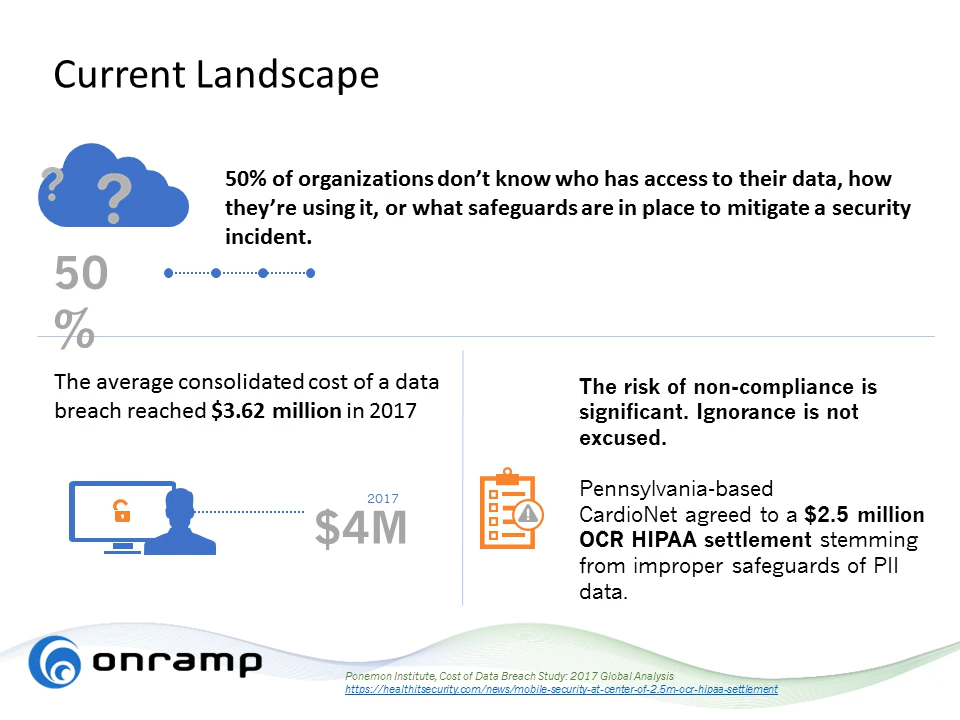 Current Landscape
? ?
50% of organizations don’t know who has access to their data, how
they’re using it, or what safeguards are in place to mitigate a security
incident.
50
%
The average consolidated cost of a data
breach reached $3.62 million in 2017
2017
$4M
The risk of non-compliance is
significant. Ignorance is not
excused.
Pennsylvania-based
CardioNet agreed to a $2.5 million
OCR HIPAA settlement stemming
from improper safeguards of PII
data.
onramp
Ponemon Institute, Cost of Data Breach Study: 2017 Global Analysis
https://healthitsecurity.com/news/mobile-security-at-center-of-2.5m-ocr-hipaa-settlement